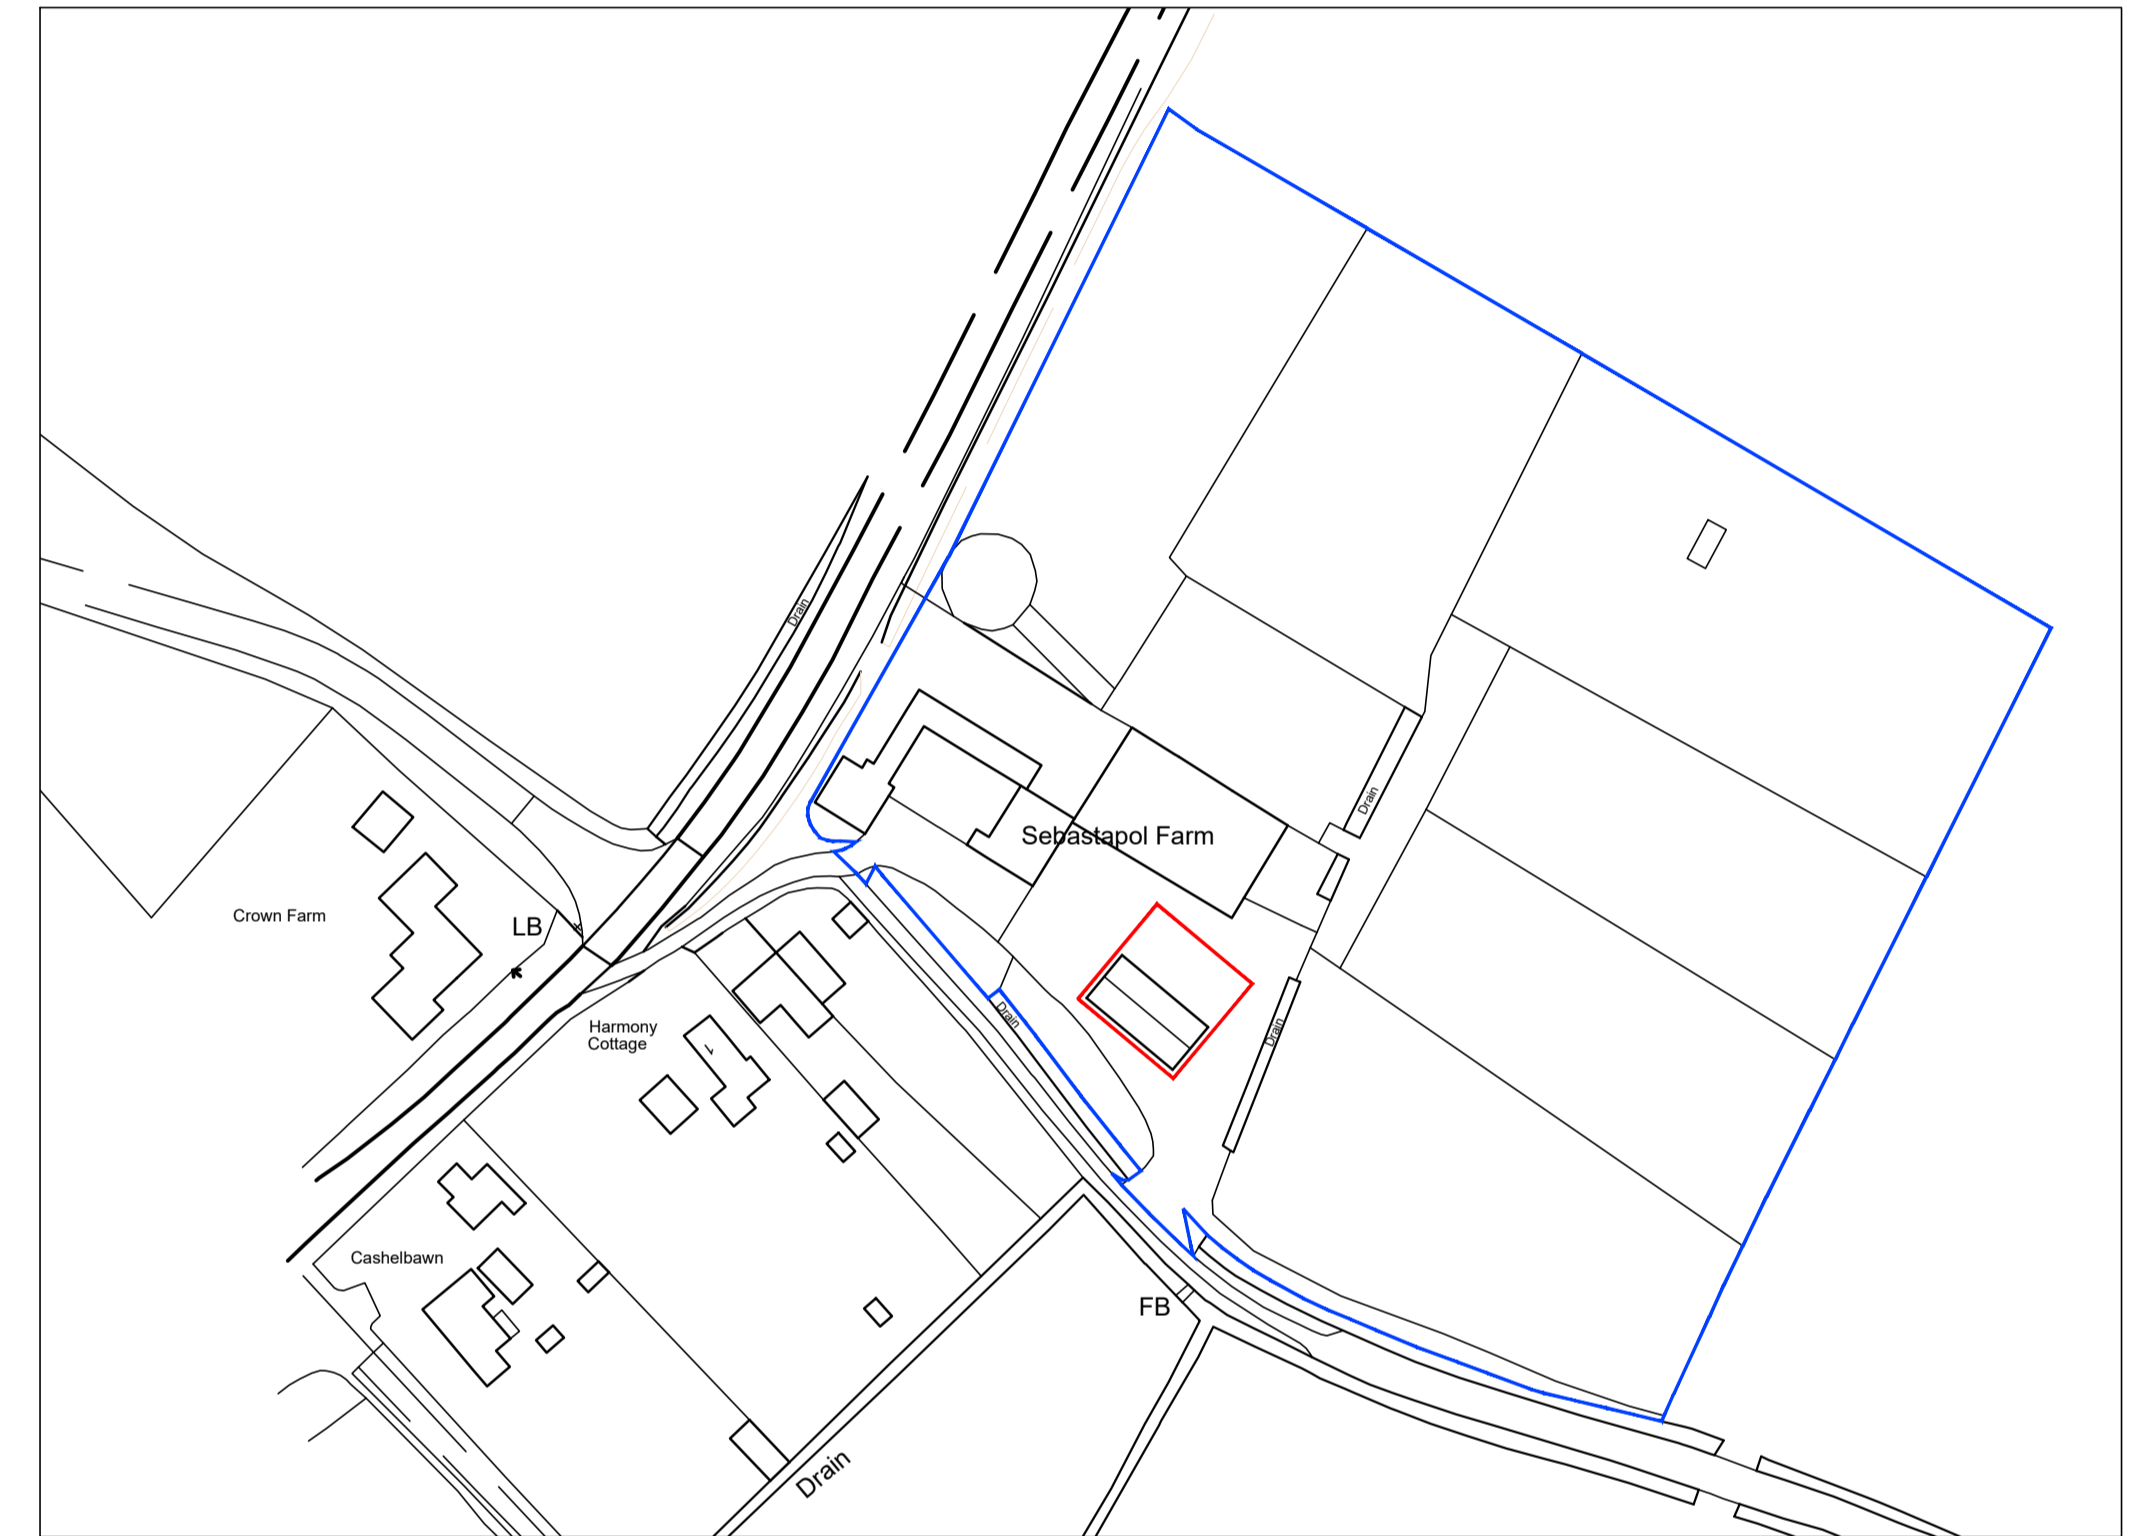 Drain
Drain
Sebastapol Farm
Crown Farm
LB
Drain
Harmony
Cottage
Drain
Cashelbawn
FB
Drain